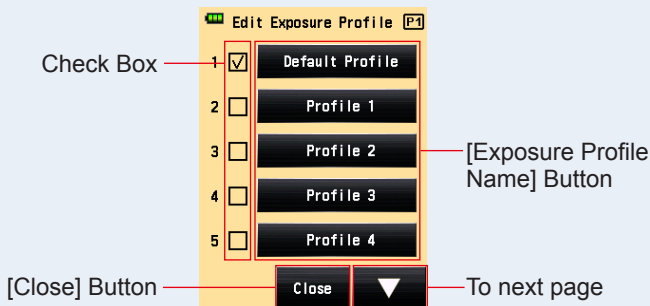 Edit Exposure Profile P1
Check Box
1 Default Profile
2 Profile 1
3 Profile 2
[Exposure Profile
Name] Button
4 Profile 3
5 Profile 4
[Close] Button
Close
To next page